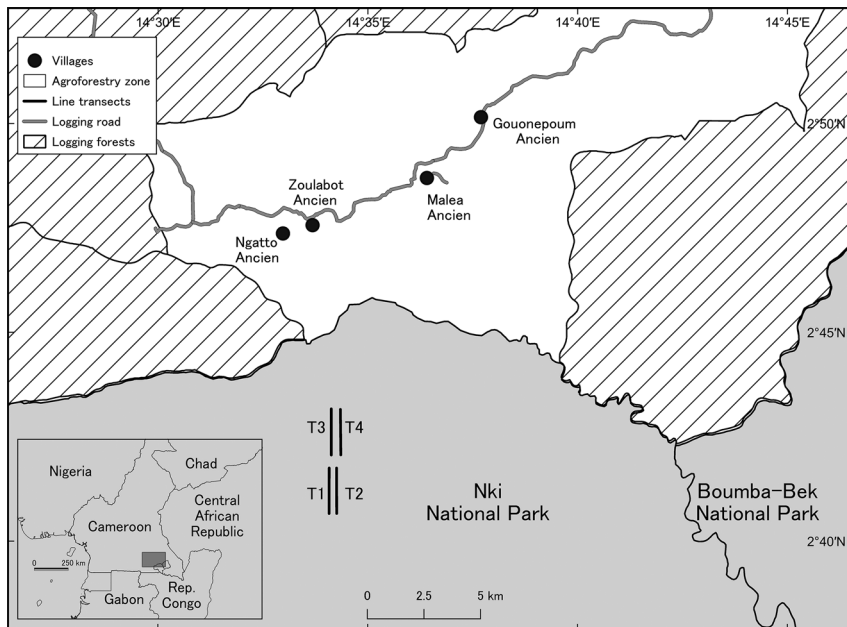 14°30'E
14°35'E
14°40'E
14°45'E
Villages
Agroforestry zone
Line transects
Logging road
Logging forests
Gouonepoum
Ancien
2°50'N
Zoulabot
Ancien
Malea
Ancien
Ngatto
Ancien
2°45'N
T3
T4
T1
T2
Nki
National Park
Boumba-Bek
National Park
2°40'N
Nigeria
Chad
Central
African
Republic
Cameroon
0
250 km
Gabon
Rep.
Congo
0
2.5
5 km